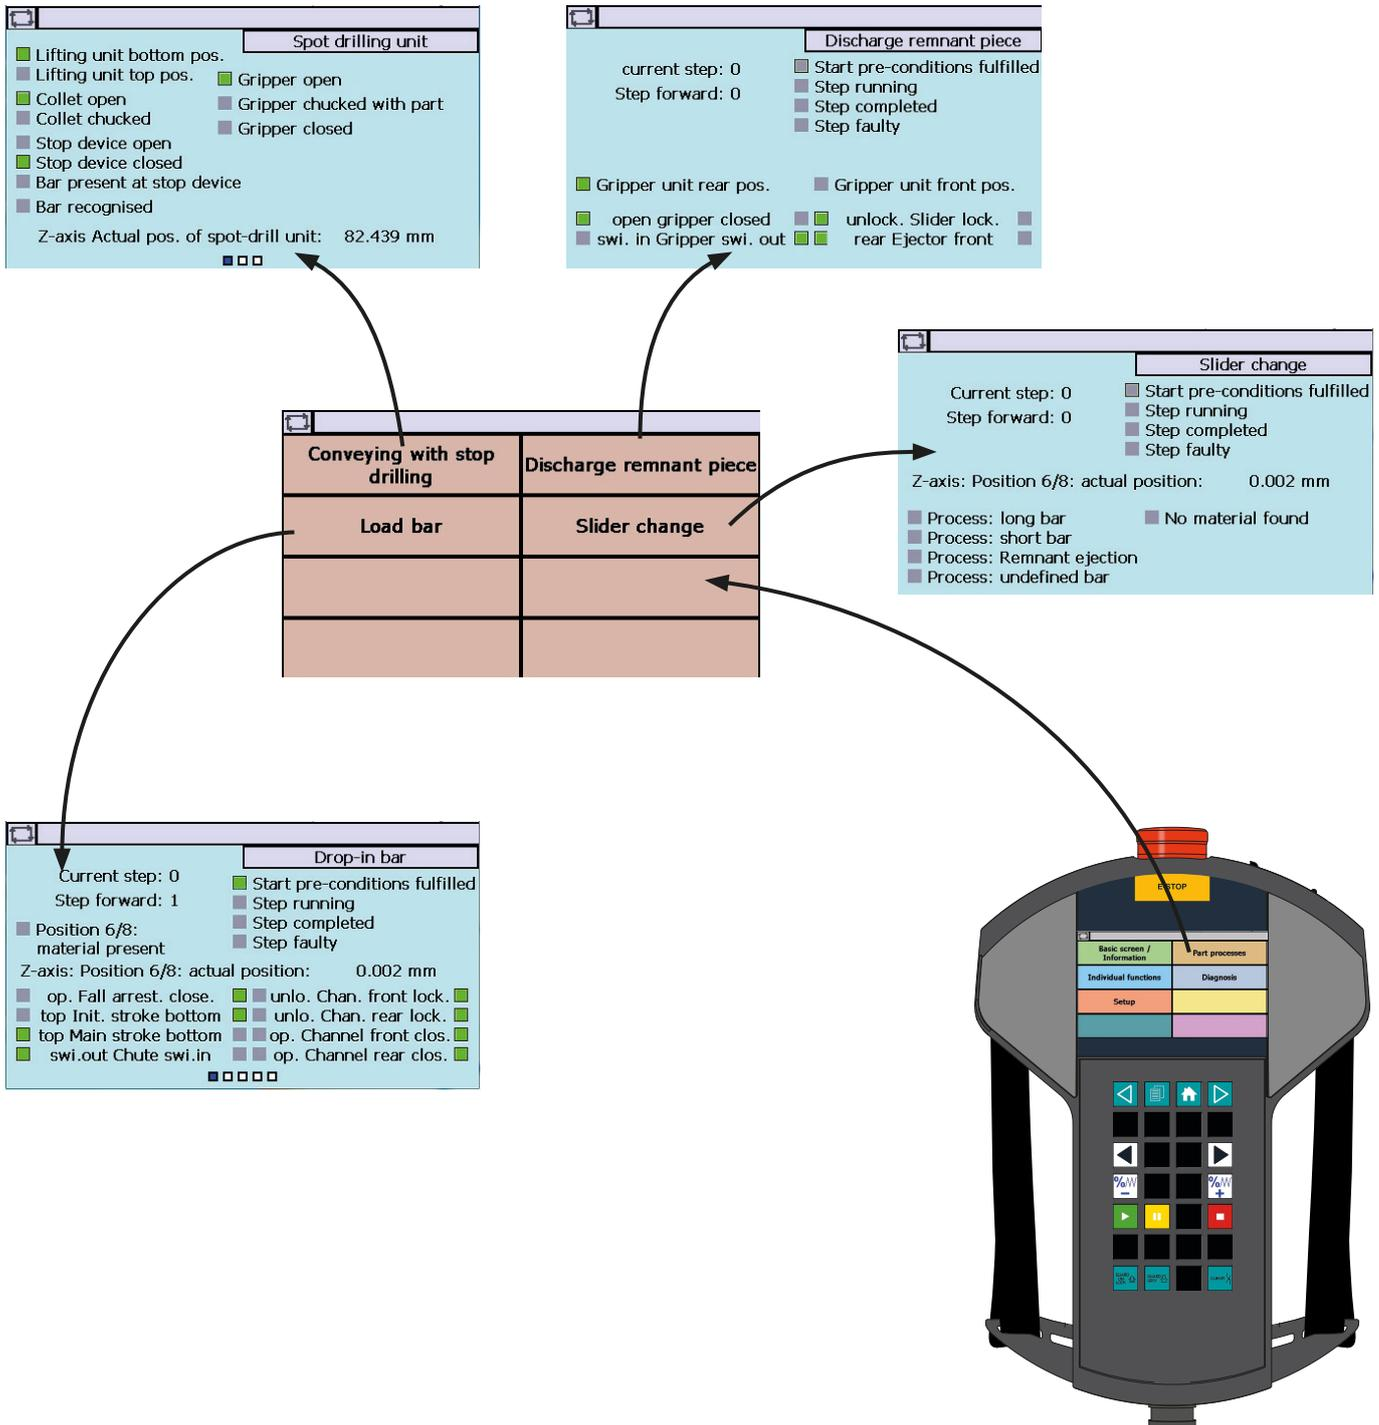 Spot drilling unit
Lifting unit bottom pos.
Lifting unit top pos.
Gripper open
Collet open
Gripper chucked with part
Collet chucked
Gripper closed
Stop device open
Stop device closed
Bar present at stop device
Bar recognised
Z-axis Actual pos. of spot-drill unit: 82.439 mm
Discharge remnant piece
current step: 0
Start pre-conditions fulfilled
Step running
Step forward: 0
Step completed
Step faulty
Gripper unit rear pos.
Gripper unit front pos.
open gripper closed
unlock. Slider lock.
swi. in Gripper swi. out
rear Ejector front
Slider change
Current step: 0
Start pre-conditions fulfilled
Step running
Step forward: 0
Step completed
Step faulty
Z-axis: Position 6/8: actual position: 0.002 mm
Process: long bar
No material found
Process: short bar
Process: Remnant ejection
Process: undefined bar
Conveying with stop
drilling
Discharge remnant piece
Load bar
Slider change
Drop-in bar
Current step: 0
Start pre-conditions fulfilled
Step forward: 1
Step running
Step completed
Position 6/8:
material present
Step faulty
Z-axis: Position 6/8: actual position: 0.002 mm
op. Fall arrest. close.
unlo. Chan. front lock.
top Init. stroke bottom
unlo. Chan. rear lock.
top Main stroke bottom
op. Channel front clos.
swi.out Chute swi.in
op. Channel rear clos.
E-STOP
Basic screen /
Information
Part processes
Individual functions
Diagnosis
Setup
%/W
−
%/W
+